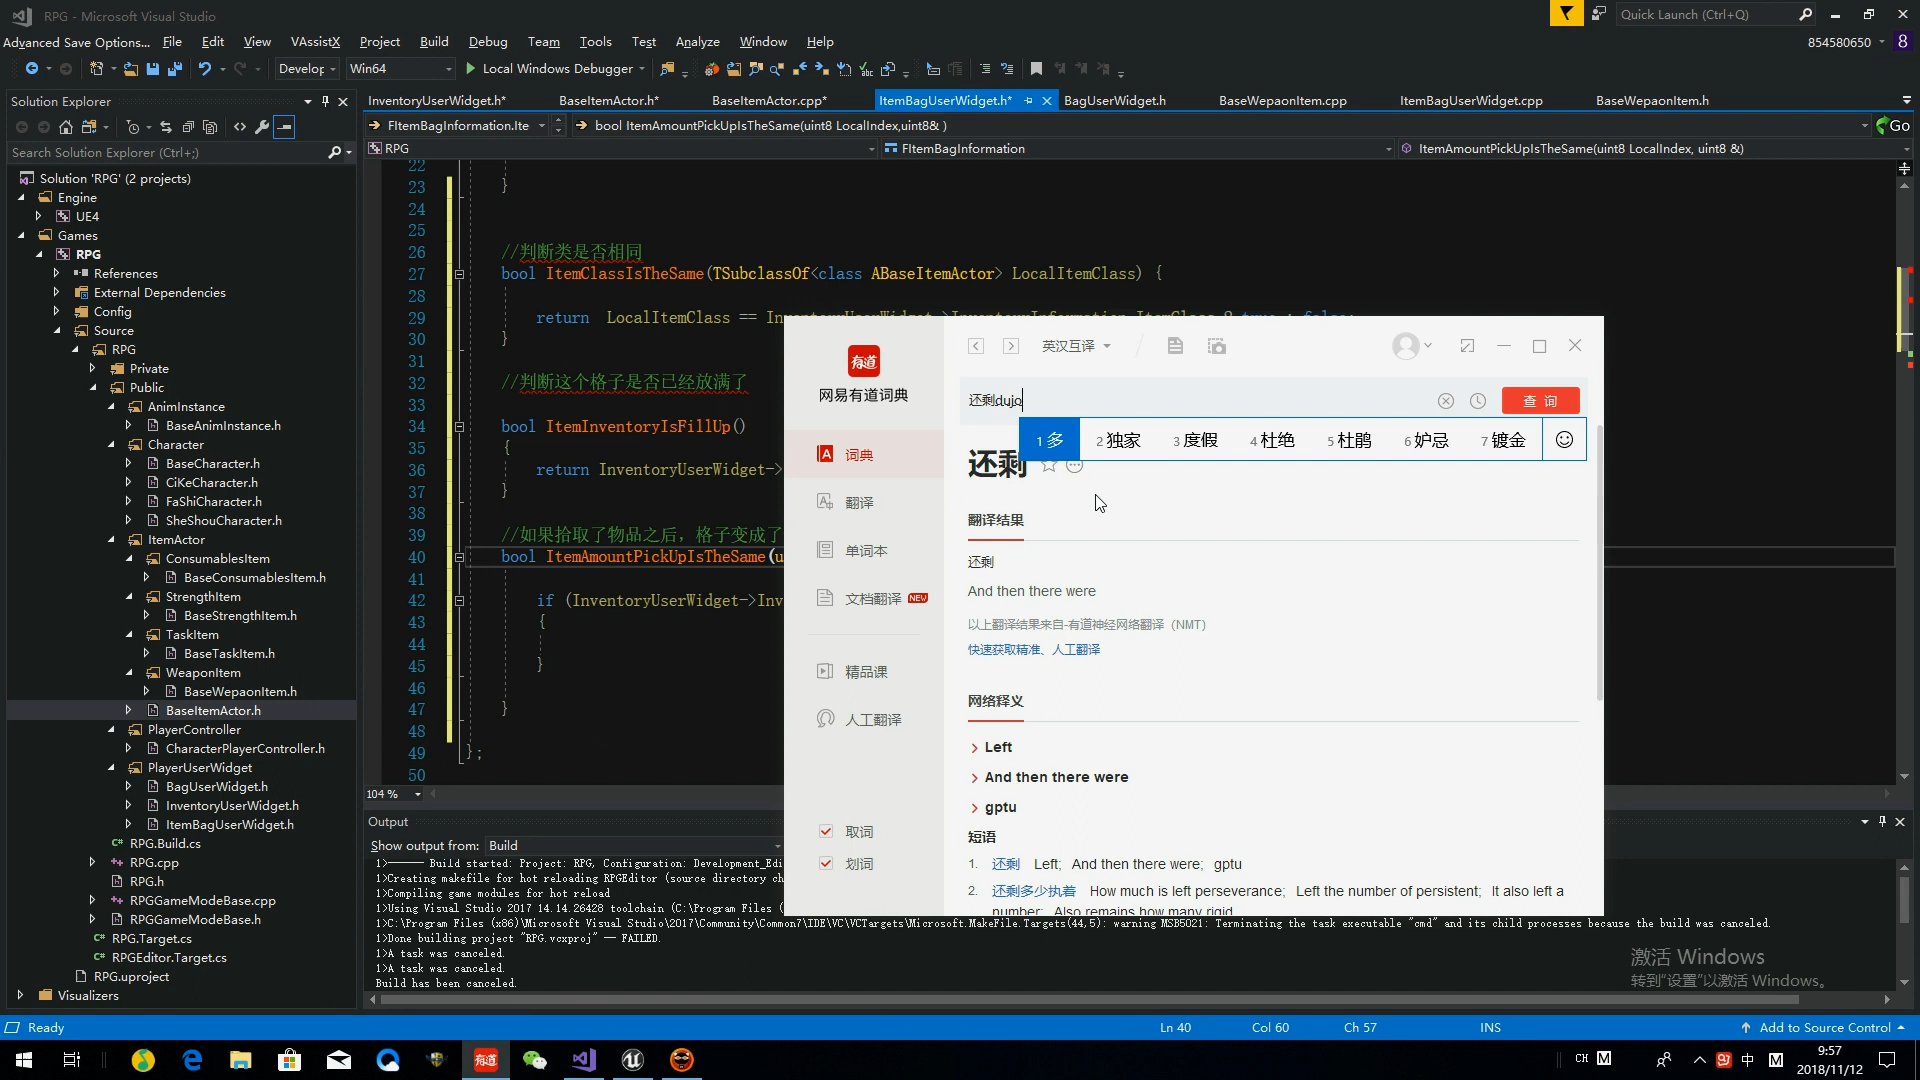 RPG - Microsoft Visual Studio
Quick Launch (Ctrl+Q)
Advanced Save Options... File Edit View VAssistX Project Build Debug Team Tools Test Analyze Window Help
854580650 8
Develop Win64 Local Windows Debugger
Solution Explorer
Search Solution Explorer (Ctrl+;)
Solution 'RPG' (2 projects)
Engine
UE4
Games
RPG
References
External Dependencies
Config
Source
RPG
Private
Public
AnimInstance
BaseAnimInstance.h
Character
BaseCharacter.h
CiKeCharacter.h
FaShiCharacter.h
SheShouCharacter.h
ItemActor
ConsumablesItem
BaseConsumablesItem.h
StrengthItem
BaseStrengthItem.h
TaskItem
BaseTaskItem.h
WeaponItem
BaseWepaonItem.h
BaseItemActor.h
PlayerController
CharacterPlayerController.h
PlayerUserWidget
BagUserWidget.h
InventoryUserWidget.h
ItemBagUserWidget.h
RPG.Build.cs
RPG.cpp
RPG.h
RPGGameModeBase.cpp
RPGGameModeBase.h
RPG.Target.cs
RPGEditor.Target.cs
RPG.uproject
Visualizers
InventoryUserWidget.h* BaseItemActor.h* BaseItemActor.cpp* ItemBagUserWidget.h* BagUserWidget.h BaseWepaonItem.cpp ItemBagUserWidget.cpp BaseWepaonItem.h
FItemBagInformation.Ite bool ItemAmountPickUpIsTheSame(uint8 LocalIndex,uint8& ) Go
RPG FItemBagInformation ItemAmountPickUpIsTheSame(uint8 LocalIndex, uint8 &)
22
23 }
24
25
26 //判断类是否相同
27 bool ItemClassIsTheSame(TSubclassOf<class ABaseItemActor> LocalItemClass) {
28
29 return LocalItemClass == In
30 }
31
32 //判断这个格子是否已经放满了
33
34 bool ItemInventoryIsFillUp()
35 {
36 return InventoryUserWidget->
37 }
38
39 //如果拾取了物品之后，格子变成了
40 bool ItemAmountPickUpIsTheSame(u
41
42 if (InventoryUserWidget->Inv
43 {
44
45 }
46
47 }
48
49 };
50
104 %
有道
网易有道词典
词典
翻译
单词本
文档翻译 NEW
精品课
人工翻译
取词
划词
英汉互译
还剩dujo 查 询
1 多 2 独家 3 度假 4 杜绝 5 杜鹃 6 妒忌 7 镀金
还剩
翻译结果
还剩
And then there were
以上翻译结果来自-有道神经网络翻译（NMT）
快速获取精准、人工翻译
网络释义
Left
And then there were
gptu
短语
1. 还剩 Left; And then there were; gptu
2. 还剩多少执着 How much is left perseverance; Left the number of persistent; It also left a
number; Also remains how many rigid
Output
Show output from: Build
1>------ Build started: Project: RPG, Configuration: Development_Edi
1>Creating makefile for hot reloading RPGEditor (source directory ch
1>Compiling game modules for hot reload
1>Using Visual Studio 2017 14.14.26428 toolchain (C:\Program Files (
1>C:\Program Files (x86)\Microsoft Visual Studio\2017\Community\Common7\IDE\VC\VCTargets\Microsoft.MakeFile.Targets(44,5): warning MSB5021: Terminating the task executable "cmd" and its child processes because the build was canceled.
1>Done building project "RPG.vcxproj" -- FAILED.
1>A task was canceled.
1>A task was canceled.
Build has been canceled.
激活 Windows
转到"设置"以激活 Windows。
Ready Ln 40 Col 60 Ch 57 INS Add to Source Control
有道
CH M 中 M
9:57
2018/11/12